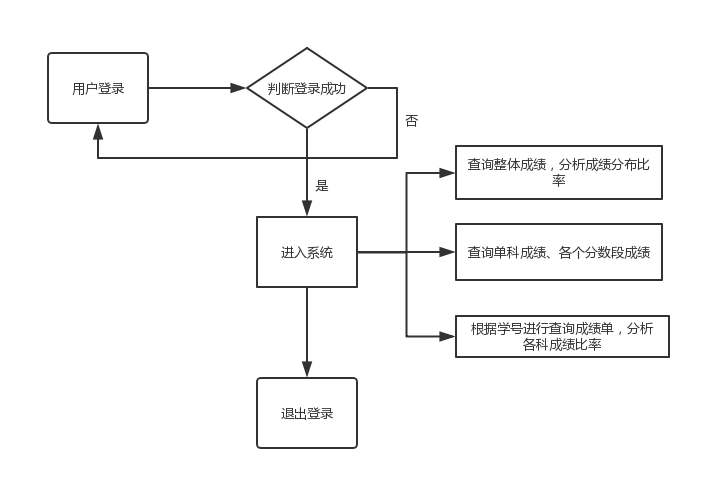 用户登录
判断登录成功
否
是
进入系统
查询整体成绩，分析成绩分布比
率
查询单科成绩、各个分数段成绩
根据学号进行查询成绩单，分析
各科成绩比率
退出登录